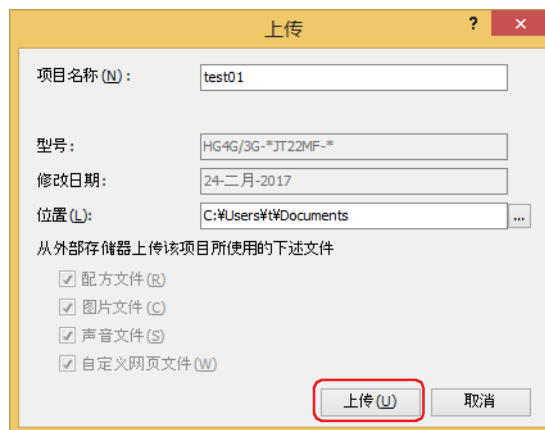 上传
? ×
项目名称(N): test01
型号: HG4G/3G-*JT22MF-*
修改日期: 24-二月-2017
位置(L): C:¥Users¥t¥Documents ...
从外部存储器上传该项目所使用的下述文件
配方文件(R)
图片文件(C)
声音文件(S)
自定义网页文件(W)
上传(U) 取消